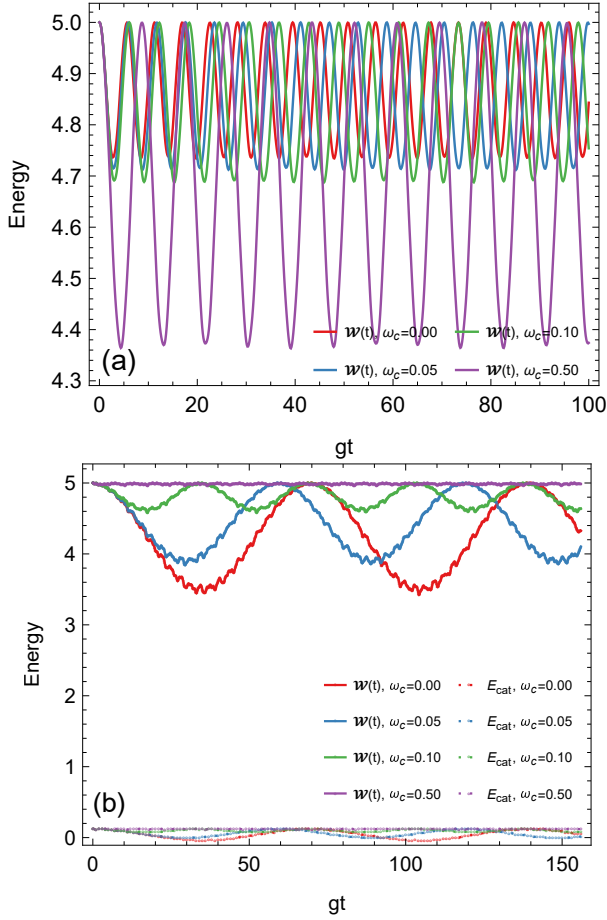 5.0
4.9
4.8
4.7
4.6
4.5
4.4
4.3
Energy
𝒲(t), ω_c=0.00 𝒲(t), ω_c=0.10
𝒲(t), ω_c=0.05 𝒲(t), ω_c=0.50
(a)
0 20 40 60 80 100
gt
5
4
3
2
1
0
Energy
𝒲(t), ω_c=0.00 E_cat, ω_c=0.00
𝒲(t), ω_c=0.05 E_cat, ω_c=0.05
𝒲(t), ω_c=0.10 E_cat, ω_c=0.10
𝒲(t), ω_c=0.50 E_cat, ω_c=0.50
(b)
0 50 100 150
gt